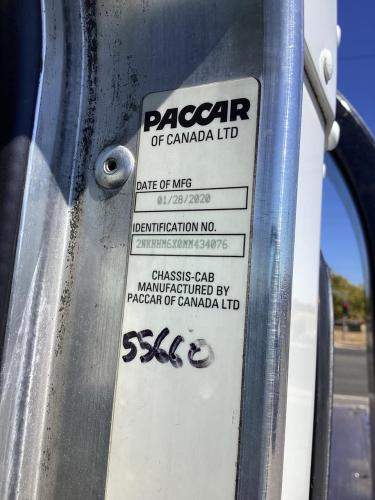 PACCAR
OF CANADA LTD
DATE OF MFG
01/28/2020
IDENTIFICATION NO.
2NKHHM6X0MM434076
CHASSIS-CAB
MANUFACTURED BY
PACCAR OF CANADA LTD
55660